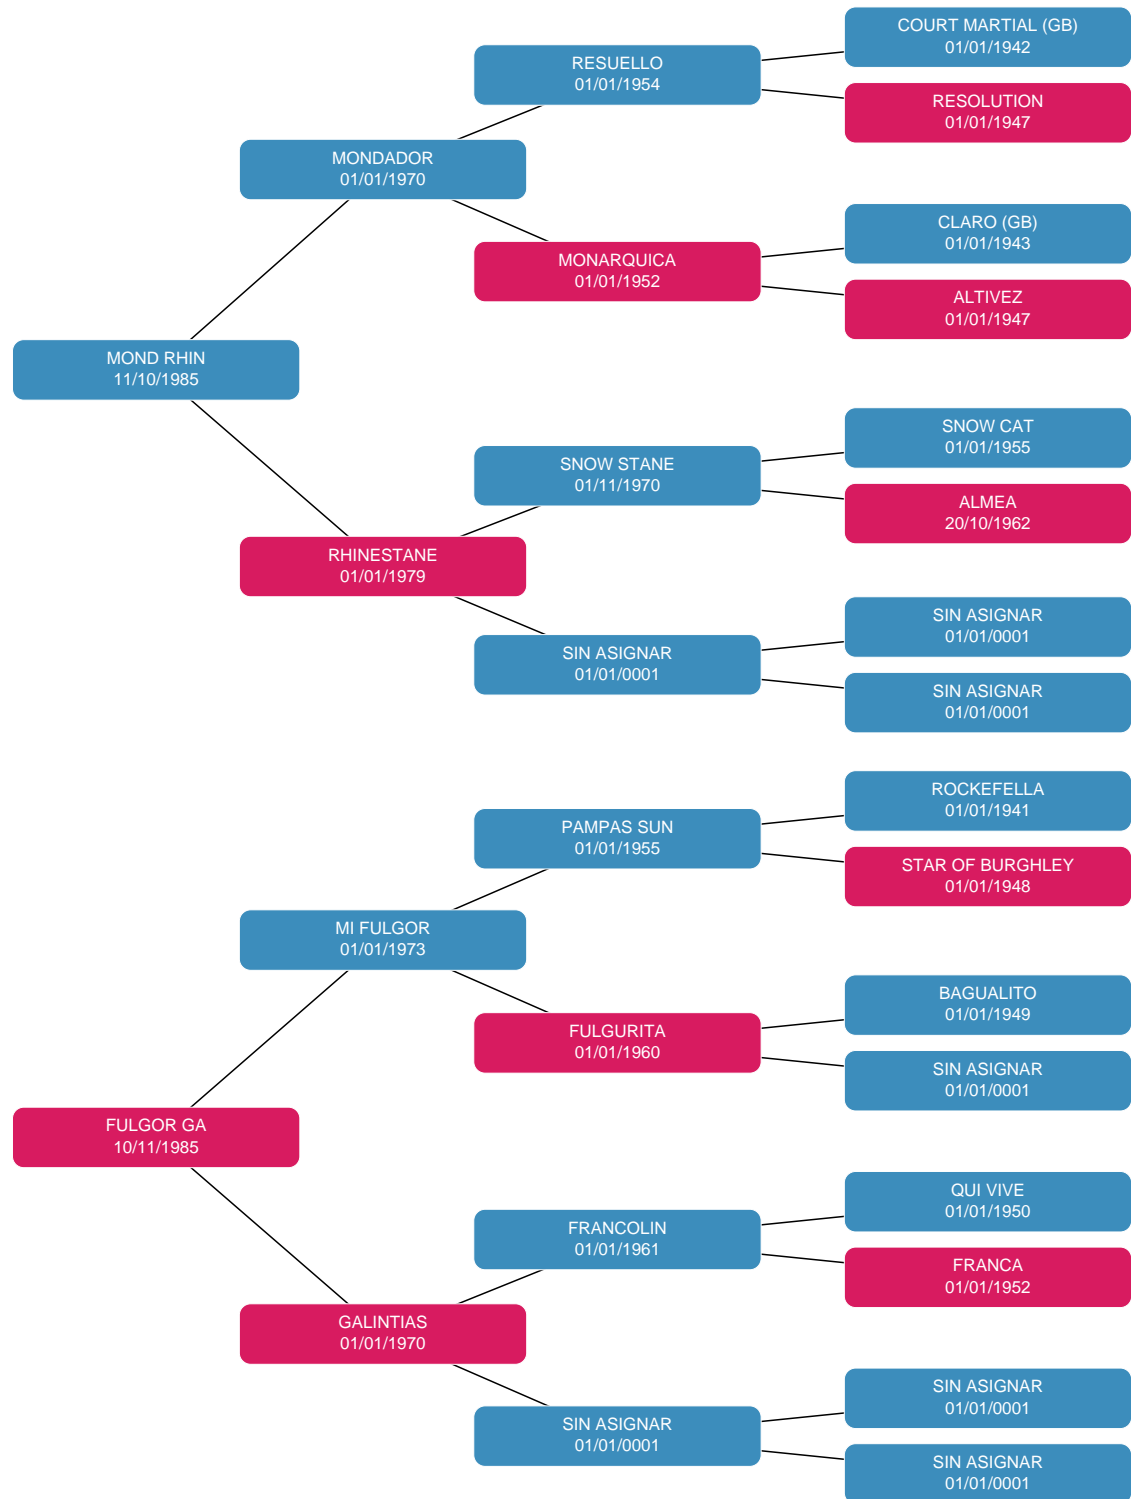 COURT MARTIAL (GB)
01/01/1942
RESUELLO
01/01/1954
RESOLUTION
01/01/1947
MONDADOR
01/01/1970
CLARO (GB)
01/01/1943
MONARQUICA
01/01/1952
ALTIVEZ
01/01/1947
MOND RHIN
11/10/1985
SNOW CAT
01/01/1955
SNOW STANE
01/11/1970
ALMEA
20/10/1962
RHINESTANE
01/01/1979
SIN ASIGNAR
01/01/0001
SIN ASIGNAR
01/01/0001
SIN ASIGNAR
01/01/0001
ROCKEFELLA
01/01/1941
PAMPAS SUN
01/01/1955
STAR OF BURGHLEY
01/01/1948
MI FULGOR
01/01/1973
BAGUALITO
01/01/1949
FULGURITA
01/01/1960
SIN ASIGNAR
01/01/0001
FULGOR GA
10/11/1985
QUI VIVE
01/01/1950
FRANCOLIN
01/01/1961
FRANCA
01/01/1952
GALINTIAS
01/01/1970
SIN ASIGNAR
01/01/0001
SIN ASIGNAR
01/01/0001
SIN ASIGNAR
01/01/0001